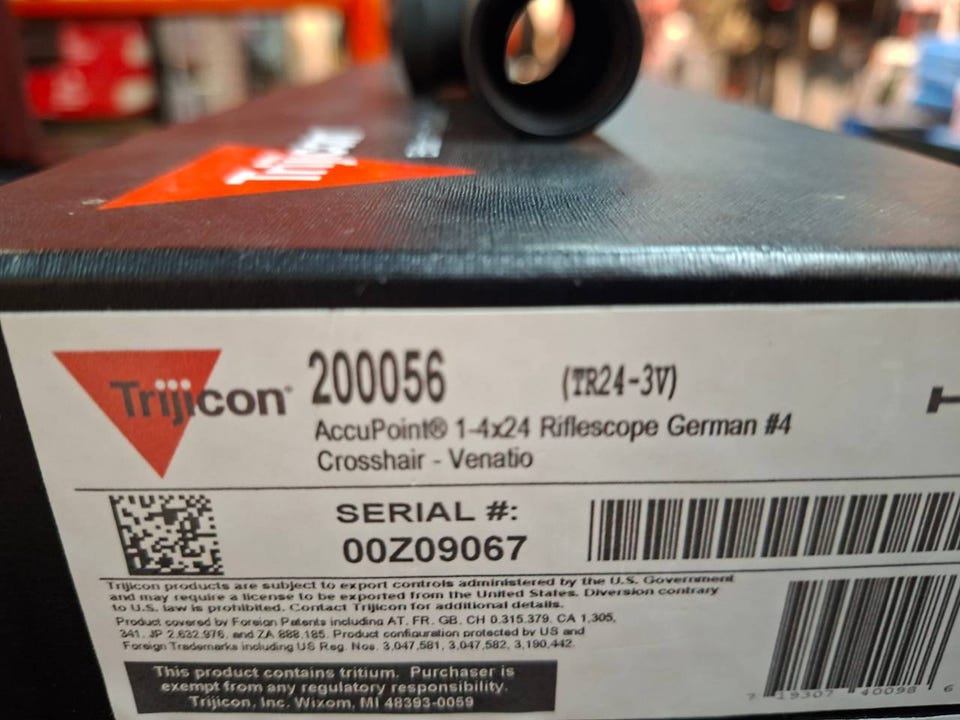 Trijicon
Trijicon® 200056 (TR24-3V)
AccuPoint® 1-4x24 Riflescope German #4
Crosshair - Venatio
SERIAL #:
00Z09067
Trijicon products are subject to export controls administered by the U.S. Government
and may require a license to be exported from the United States. Diversion contrary
to U.S. law is prohibited. Contact Trijicon for additional details.
Product covered by Foreign Patents including AT, FR, GB, CH 0.315.379, CA 1,305,
341, JP 2.632.976, and ZA 888.185. Product configuration protected by US and
Foreign Trademarks including US Reg. Nos. 3,047,581, 3,047,582, 3,190,442.
This product contains tritium. Purchaser is
exempt from any regulatory responsibility.
Trijicon, Inc. Wixom, MI 48393-0059
7 19307 40098 6